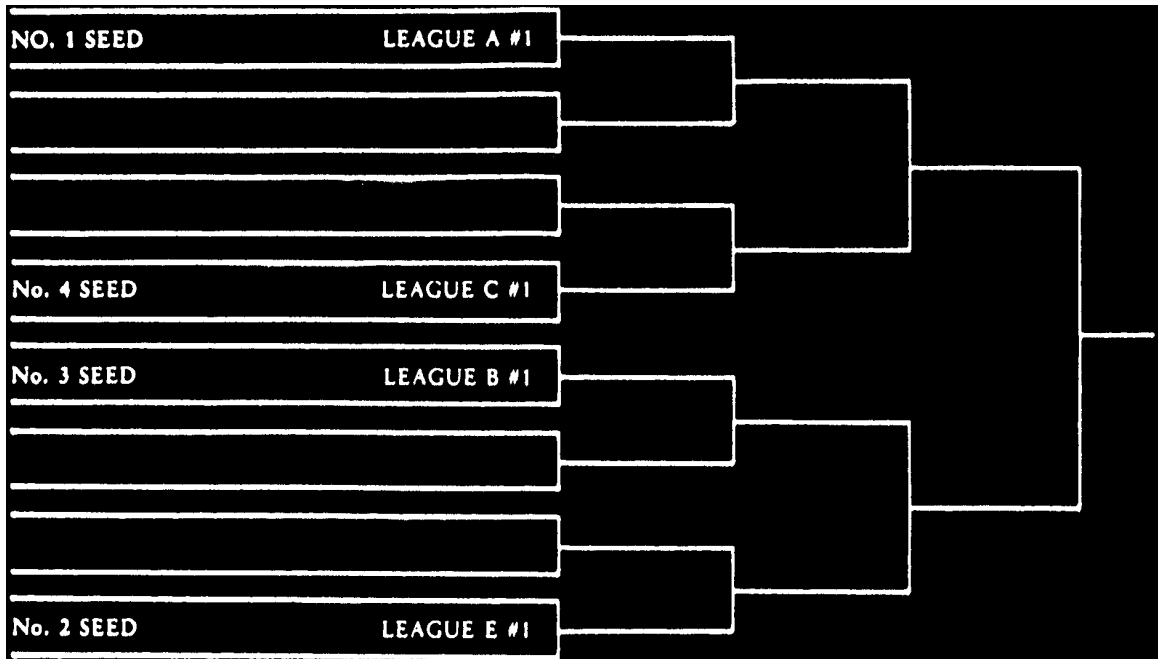 NO. 1 SEED LEAGUE A #1
No. 4 SEED LEAGUE C #1
No. 3 SEED LEAGUE B #1
No. 2 SEED LEAGUE E #1